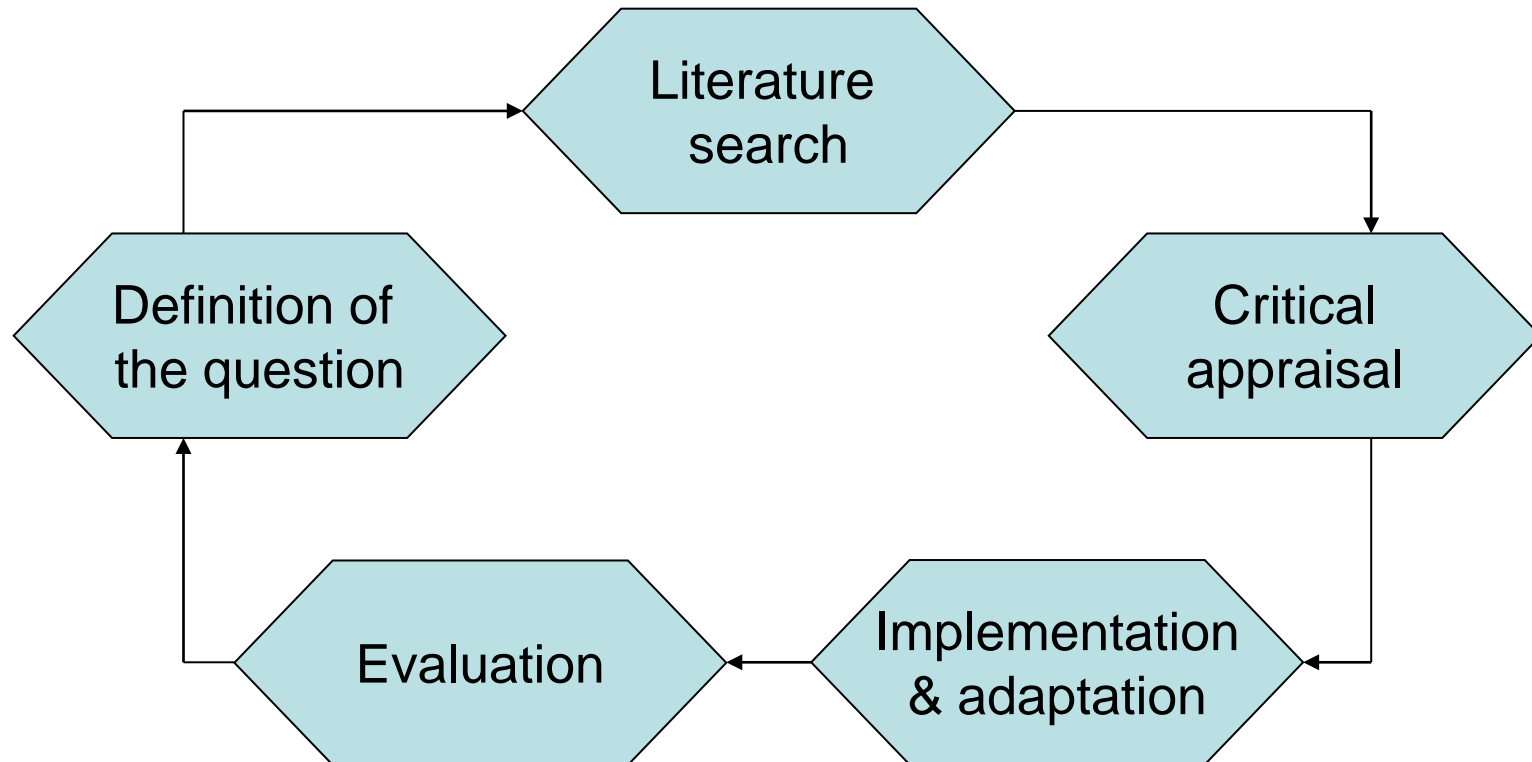 Literature
search
Definition of
the question
Critical
appraisal
Evaluation
Implementation
& adaptation